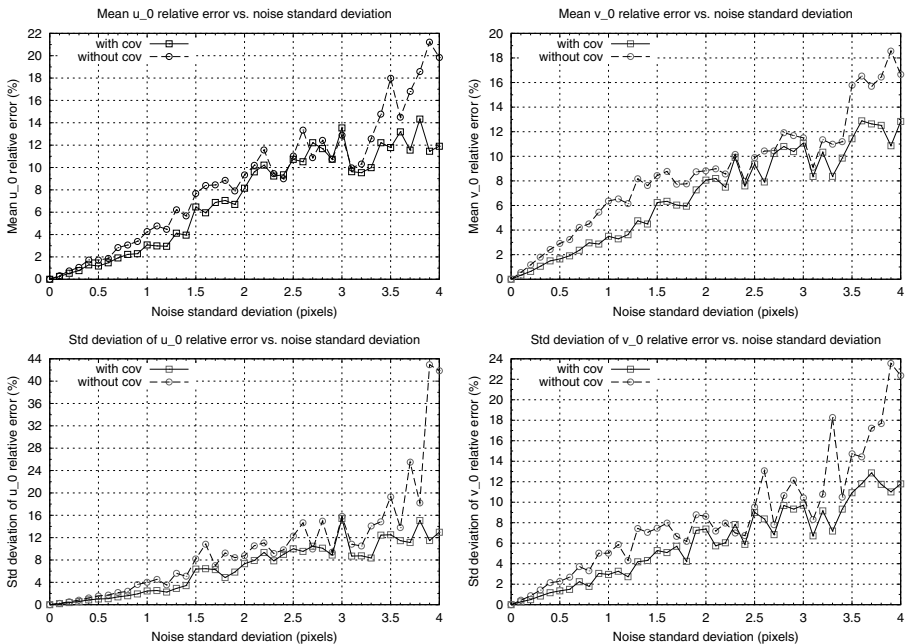 Mean u_0 relative error vs. noise standard deviation
Mean u_0 relative error (%)
22
20
18
16
14
12
10
8
6
4
2
0
with cov
without cov
0 0.5 1 1.5 2 2.5 3 3.5 4
Noise standard deviation (pixels)
Mean v_0 relative error vs. noise standard deviation
Mean v_0 relative error (%)
20
18
16
14
12
10
8
6
4
2
0
with cov
without cov
0 0.5 1 1.5 2 2.5 3 3.5 4
Noise standard deviation (pixels)
Std deviation of u_0 relative error vs. noise standard deviation
Std deviation of u_0 relative error (%)
44
40
36
32
28
24
20
16
12
8
4
0
with cov
without cov
0 0.5 1 1.5 2 2.5 3 3.5 4
Noise standard deviation (pixels)
Std deviation of v_0 relative error vs. noise standard deviation
Std deviation of v_0 relative error (%)
24
22
20
18
16
14
12
10
8
6
4
2
0
with cov
without cov
0 0.5 1 1.5 2 2.5 3 3.5 4
Noise standard deviation (pixels)